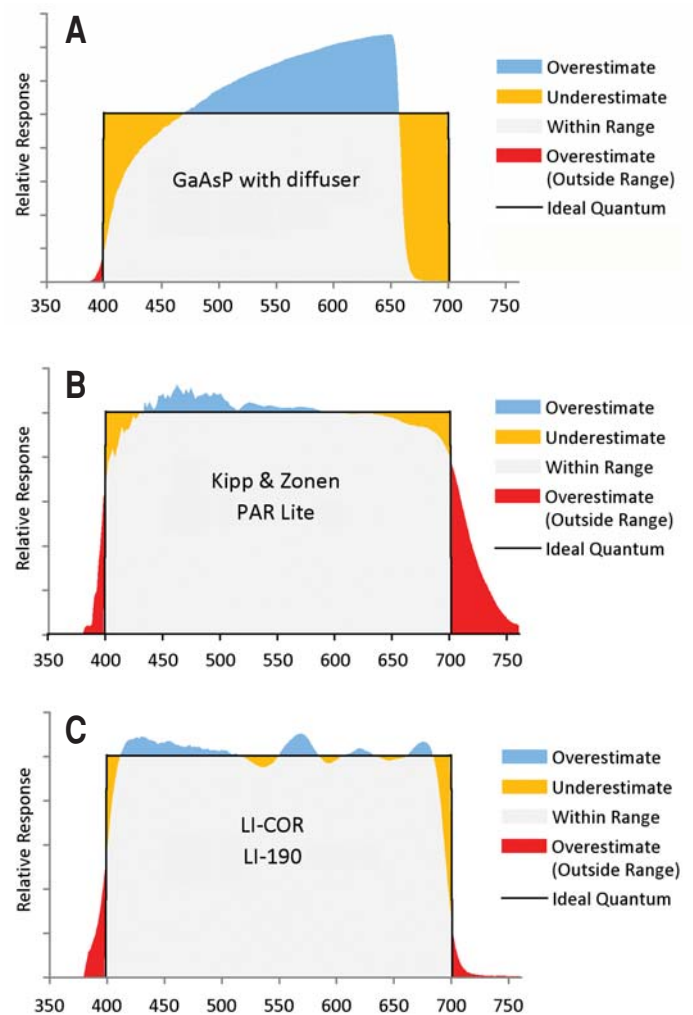 A
Relative Response
GaAsP with diffuser
Overestimate
Underestimate
Within Range
Overestimate
(Outside Range)
Ideal Quantum
350 400 450 500 550 600 650 700 750
B
Relative Response
Kipp & Zonen
PAR Lite
Overestimate
Underestimate
Within Range
Overestimate
(Outside Range)
Ideal Quantum
350 400 450 500 550 600 650 700 750
C
Relative Response
LI-COR
LI-190
Overestimate
Underestimate
Within Range
Overestimate
(Outside Range)
Ideal Quantum
350 400 450 500 550 600 650 700 750